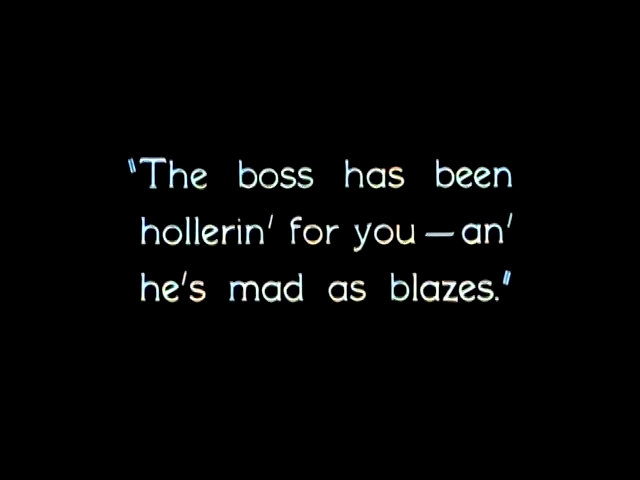 "The boss has been
hollerin' for you—an'
he's mad as blazes."